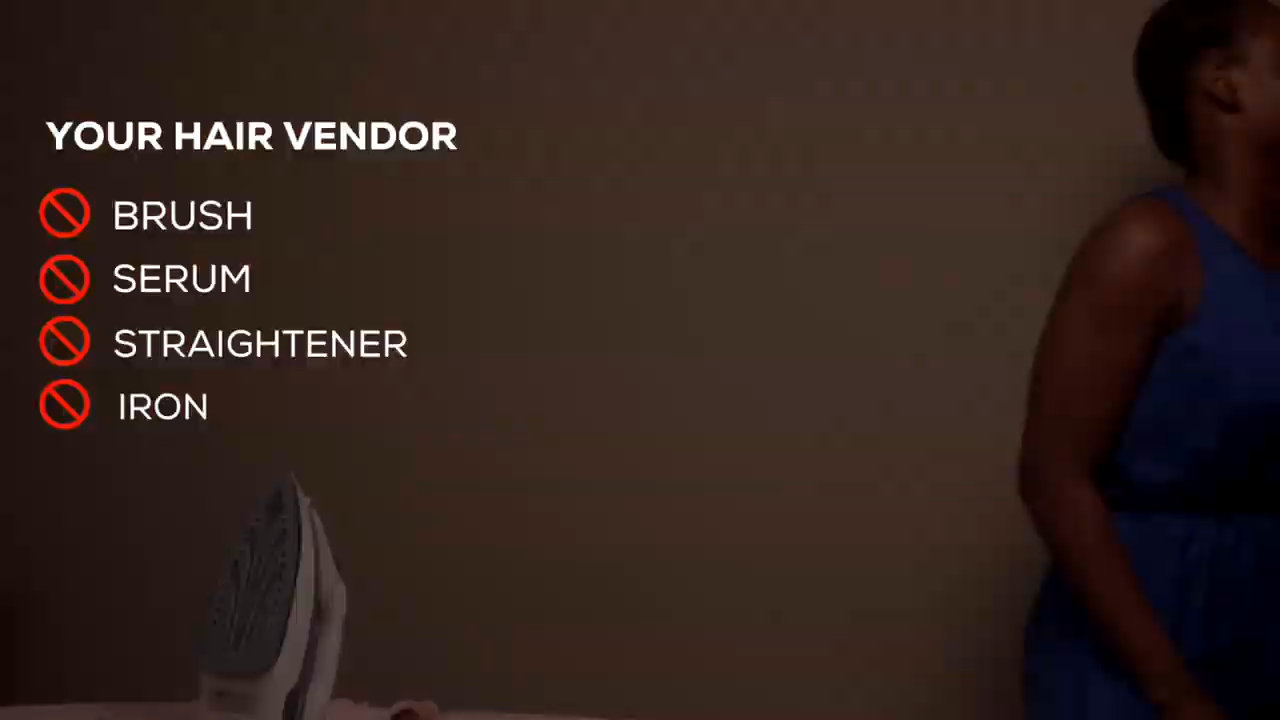 YOUR HAIR VENDOR
BRUSH
SERUM
STRAIGHTENER
IRON